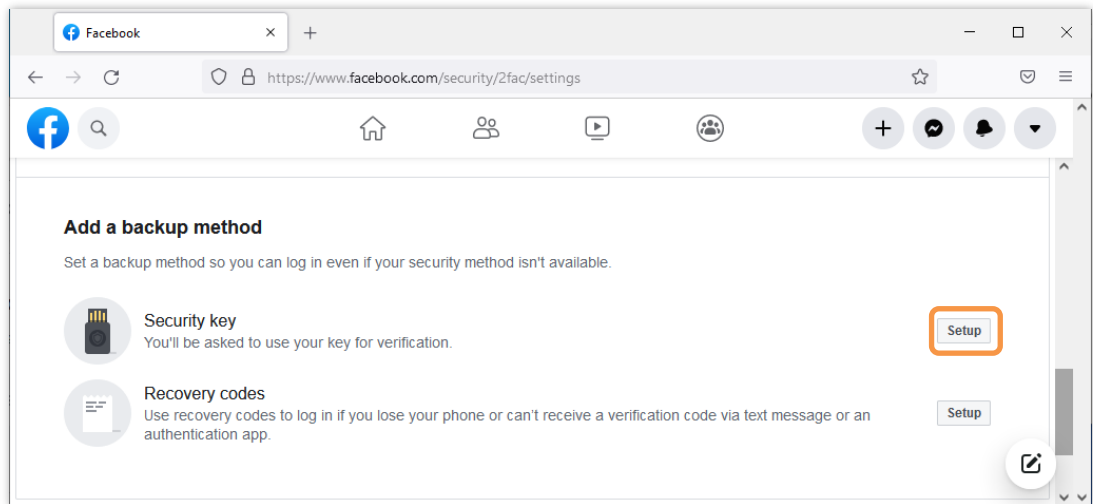 Facebook
https://www.facebook.com/security/2fac/settings
Add a backup method
Set a backup method so you can log in even if your security method isn't available.
Security key
You'll be asked to use your key for verification.
Setup
Recovery codes
Use recovery codes to log in if you lose your phone or can't receive a verification code via text message or an
authentication app.
Setup